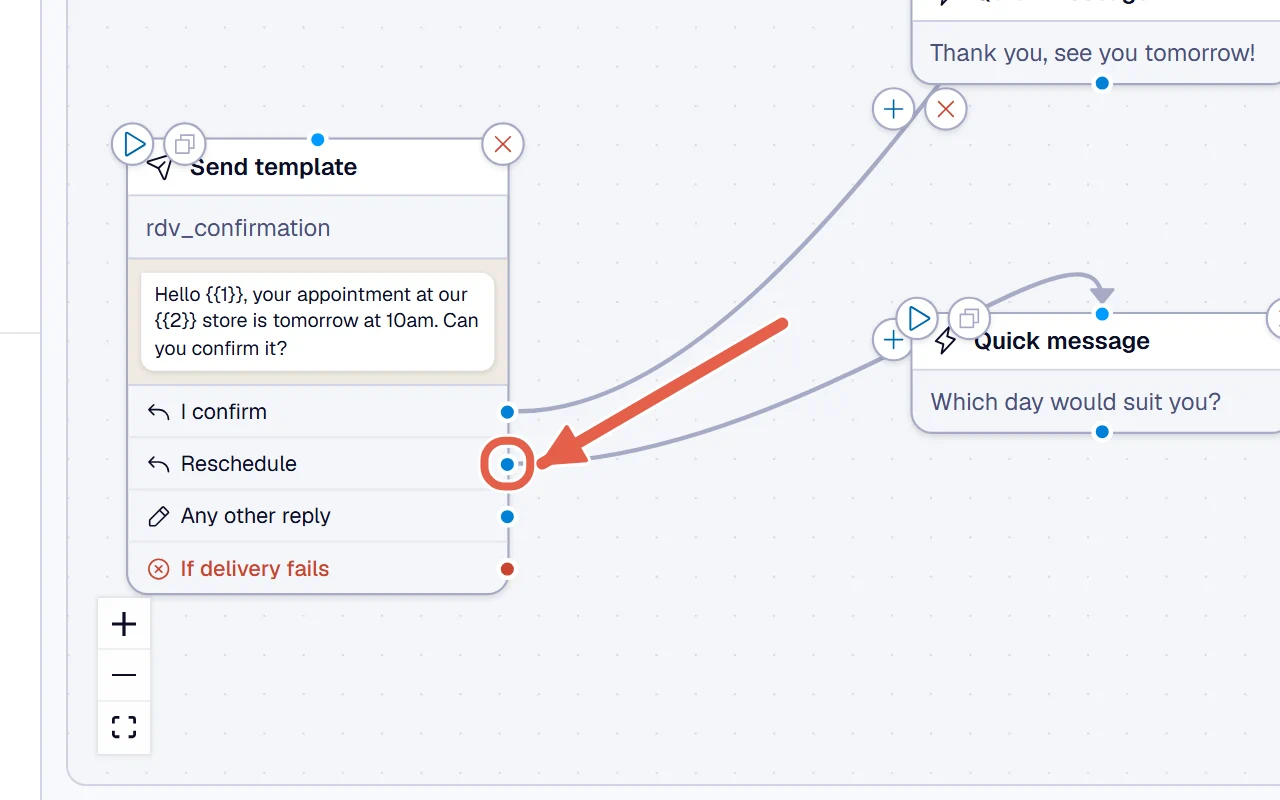 Thank you, see you tomorrow!
Send template
rdv_confirmation
Hello {{1}}, your appointment at our
{{2}} store is tomorrow at 10am. Can
you confirm it?
I confirm
Reschedule
Any other reply
If delivery fails
Quick message
Which day would suit you?